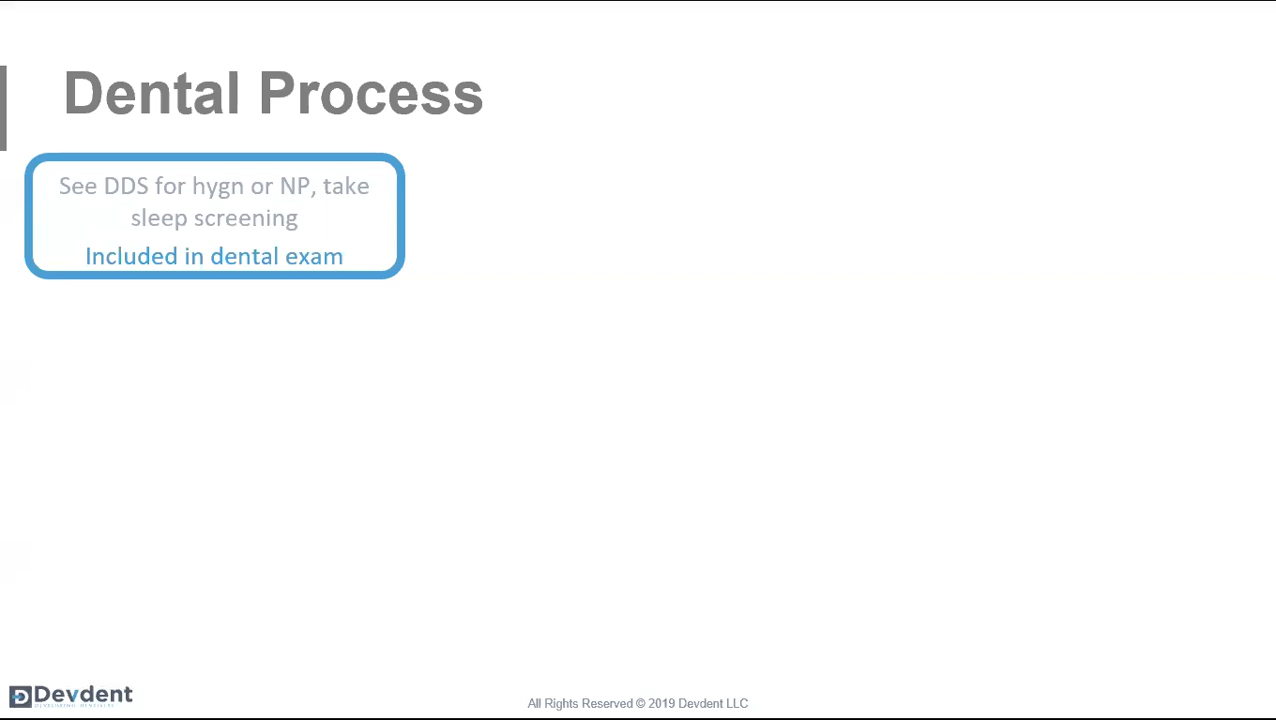 Dental Process
See DDS for hygn or NP, take
sleep screening
Included in dental exam
Devdent
All Rights Reserved © 2019 Devdent LLC